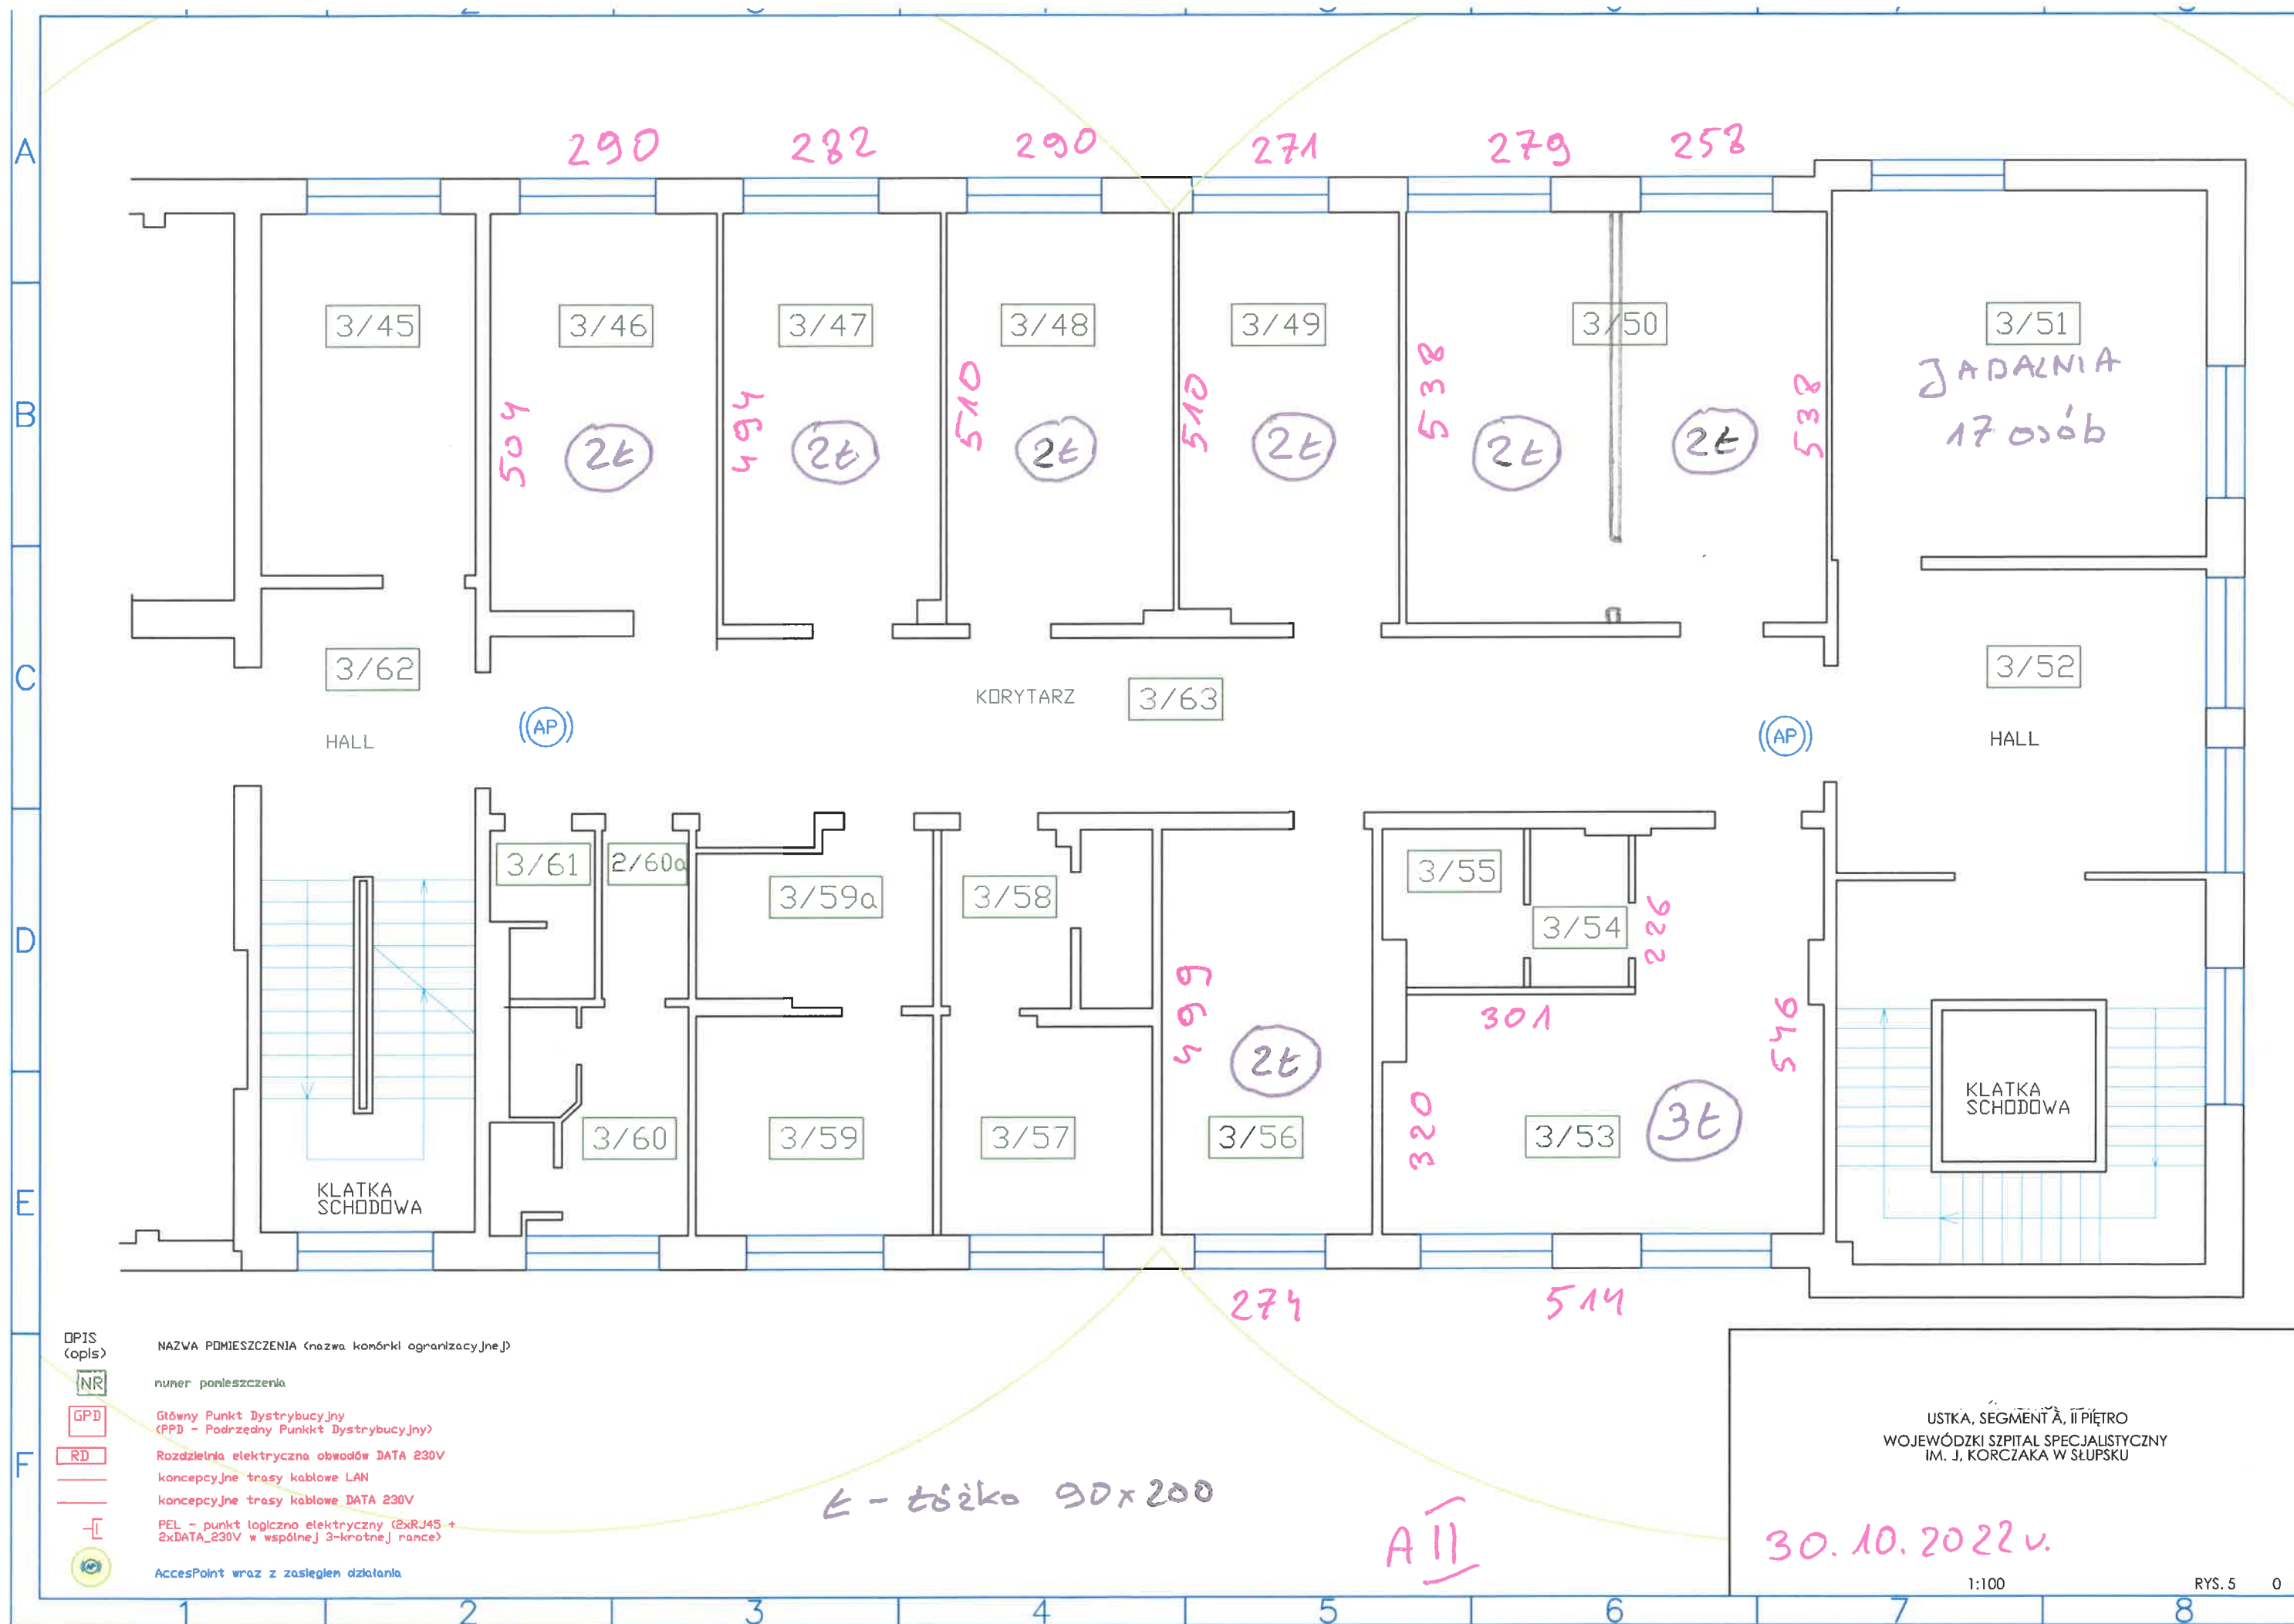 290 282 290 271 279 258
A
3/45 3/46 3/47 3/48 3/49 3/50 3/51
JADALNIA
17 osób
B
504 494 510 510 538 538
2Ł 2Ł 2Ł 2Ł 2Ł 2Ł
C
3/62 KORYTARZ 3/63 3/52
HALL (AP) (AP) HALL
3/61 2/60a 3/59a 3/58 3/55
D
3/54 226
499 301 546
2Ł
KLATKA
SCHODOWA
320
3/60 3/59 3/57 3/56 3/53 3Ł
E
KLATKA
SCHODOWA
274 514
OPIS
(opis)
NAZWA POMIESZCZENIA (nazwa komórki ogranizacyjnej)
NR numer pomieszczenia
GPD Główny Punkt Dystrybucyjny
(PPD - Podrzędny Punkkt Dystrybucyjny)
F
RD Rozdzielnia elektryczna obwodów DATA 230V
koncepcyjne trasy kablowe LAN
koncepcyjne trasy kablowe DATA 230V
PEL - punkt logiczno elektryczny (2xRJ45 +
2xDATA_230V w wspólnej 3-krotnej ramce)
AccesPoint wraz z zasięgiem działania
Ł - Łóżko 90x200
A II
USTKA, SEGMENT A, II PIĘTRO
WOJEWÓDZKI SZPITAL SPECJALISTYCZNY
IM. J. KORCZAKA W SŁUPSKU
30.10.2022r.
1:100 RYS. 5 0
1 2 3 4 5 6 7 8